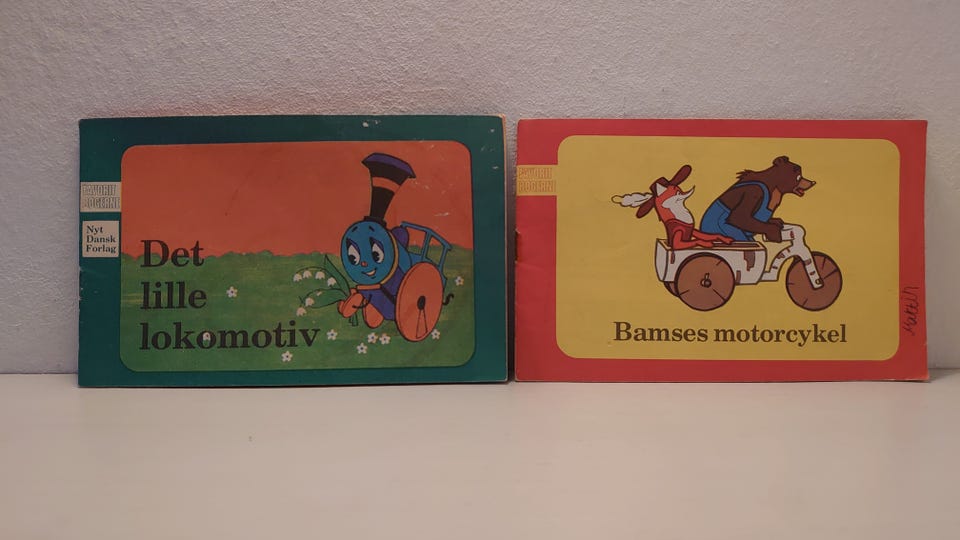 FAVORIT
BØGERNE
Nyt
Dansk
Forlag
Det
lille
lokomotiv
FAVORIT
BØGERNE
Bamses motorcykel